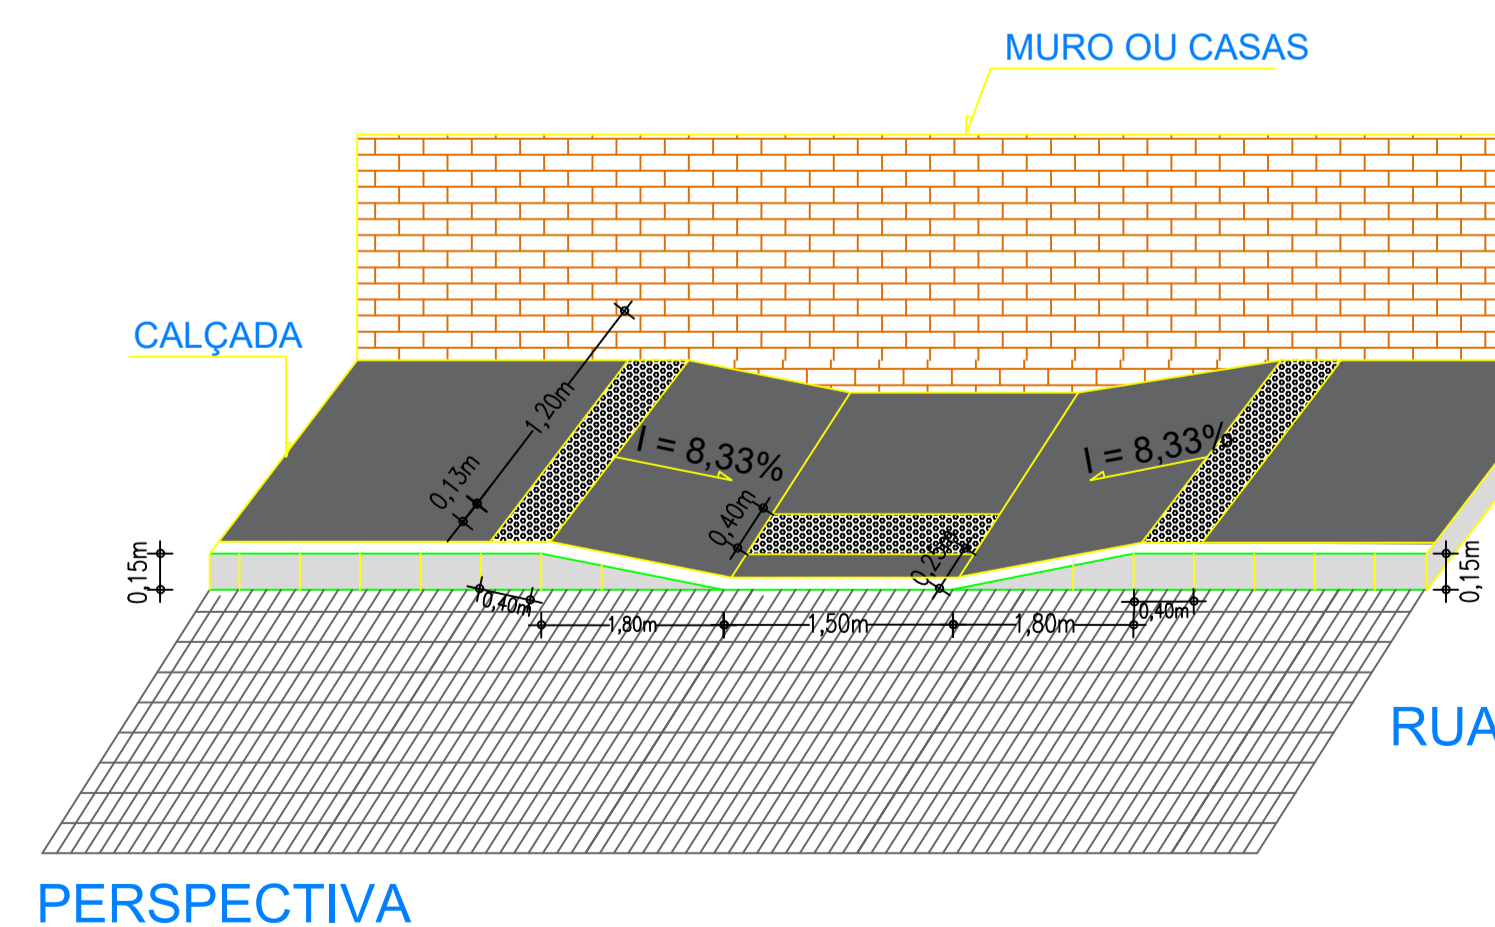 MURO OU CASAS
CALÇADA
1,20m
0,13m
I = 8,33%
I = 8,33%
0,40m
0,15m
0,15m
0,40m
1,80m
1,50m
1,80m
0,40m
RUA
PERSPECTIVA